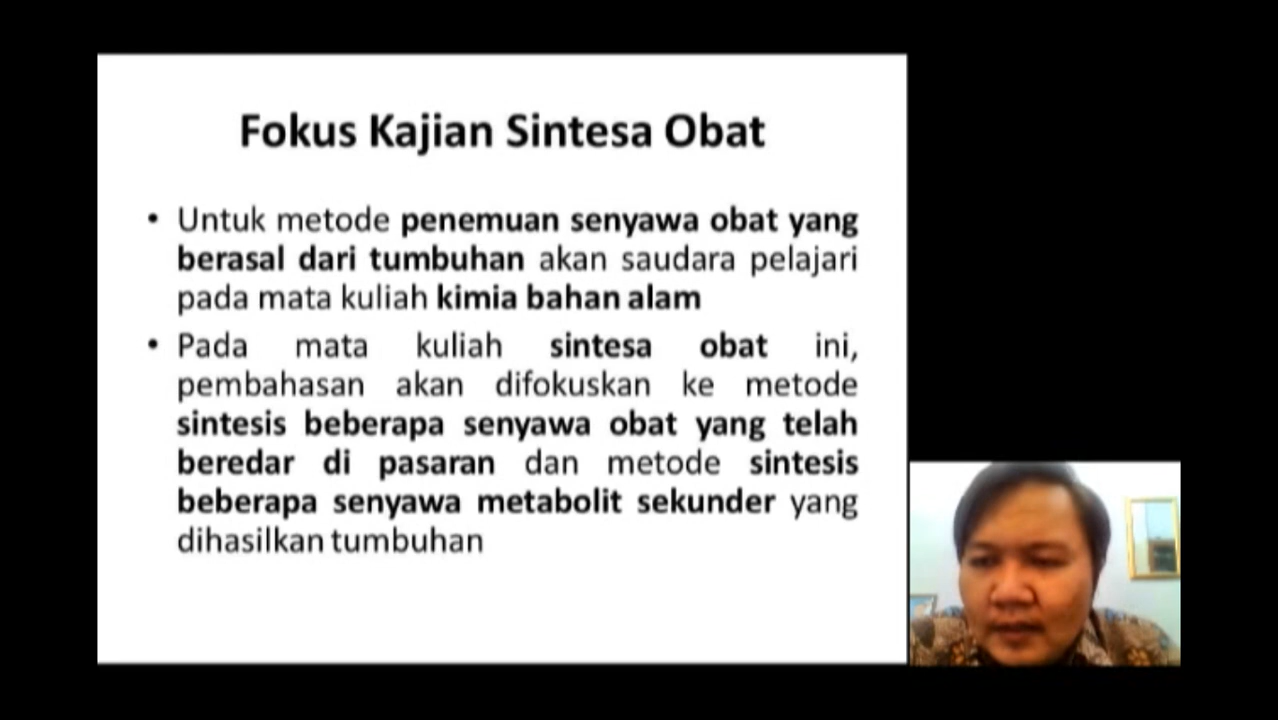 Fokus Kajian Sintesa Obat
• Untuk metode penemuan senyawa obat yang
berasal dari tumbuhan akan saudara pelajari
pada mata kuliah kimia bahan alam
• Pada mata kuliah sintesa obat ini,
pembahasan akan difokuskan ke metode
sintesis beberapa senyawa obat yang telah
beredar di pasaran dan metode sintesis
beberapa senyawa metabolit sekunder yang
dihasilkan tumbuhan